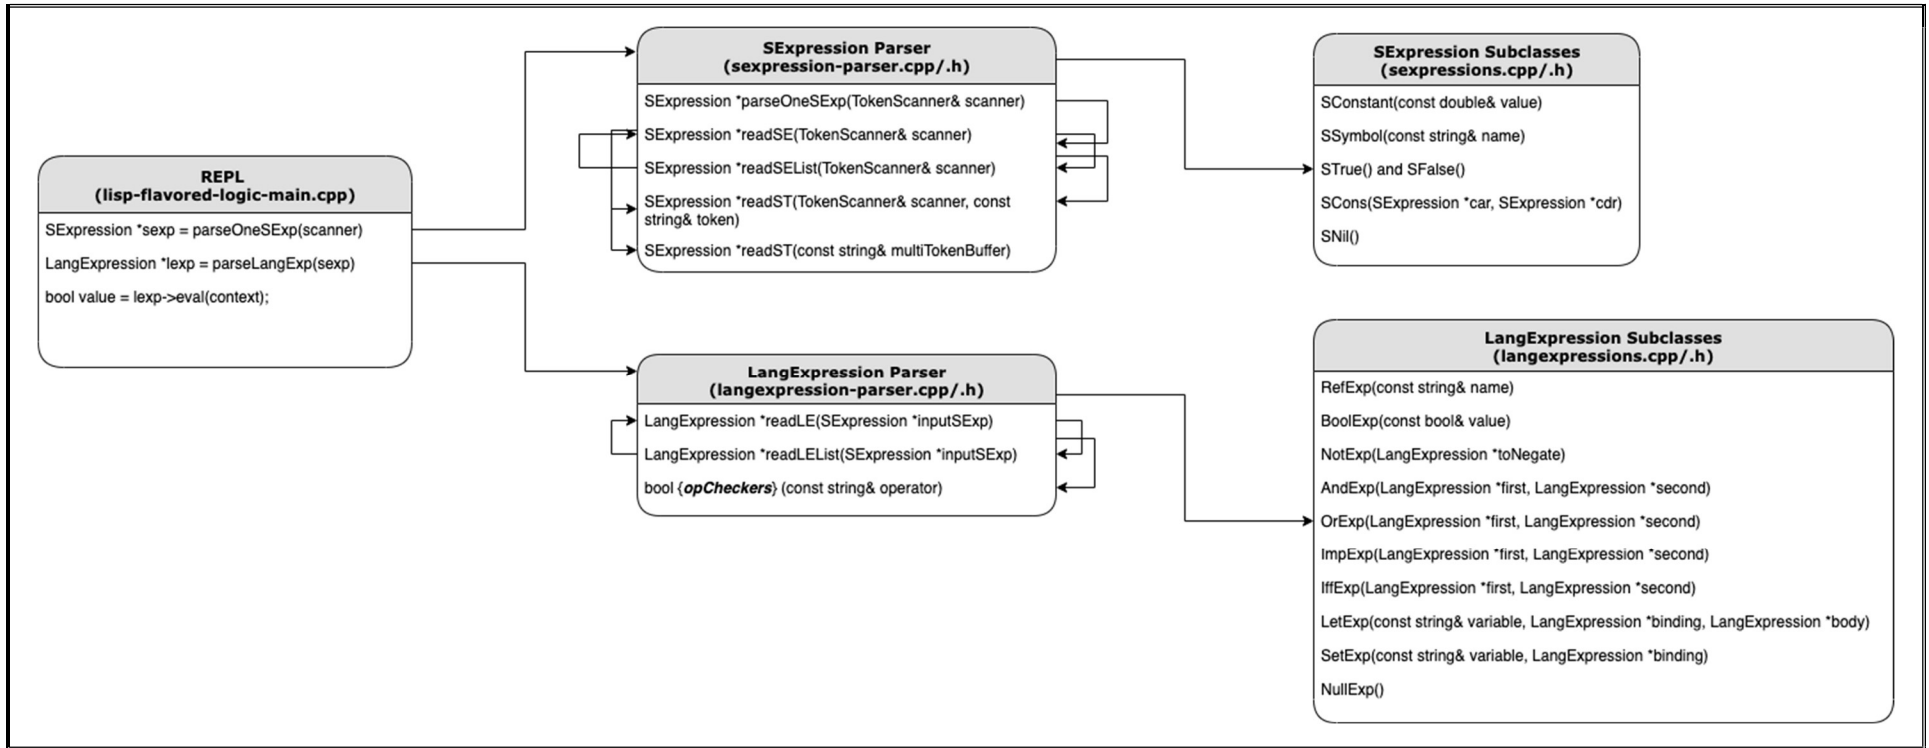 REPL
(lisp-flavored-logic-main.cpp)
SExpression *sexp = parseOneSExp(scanner)
LangExpression *lexp = parseLangExp(sexp)
bool value = lexp->eval(context);
SExpression Parser
(sexpression-parser.cpp/.h)
SExpression *parseOneSExp(TokenScanner& scanner)
SExpression *readSE(TokenScanner& scanner)
SExpression *readSEList(TokenScanner& scanner)
SExpression *readST(TokenScanner& scanner, const
string& token)
SExpression *readST(const string& multiTokenBuffer)
SExpression Subclasses
(sexpressions.cpp/.h)
SConstant(const double& value)
SSymbol(const string& name)
STrue() and SFalse()
SCons(SExpression *car, SExpression *cdr)
SNil()
LangExpression Parser
(langexpression-parser.cpp/.h)
LangExpression *readLE(SExpression *inputSExp)
LangExpression *readLEList(SExpression *inputSExp)
bool {opCheckers} (const string& operator)
LangExpression Subclasses
(langexpressions.cpp/.h)
RefExp(const string& name)
BoolExp(const bool& value)
NotExp(LangExpression *toNegate)
AndExp(LangExpression *first, LangExpression *second)
OrExp(LangExpression *first, LangExpression *second)
ImpExp(LangExpression *first, LangExpression *second)
IffExp(LangExpression *first, LangExpression *second)
LetExp(const string& variable, LangExpression *binding, LangExpression *body)
SetExp(const string& variable, LangExpression *binding)
NullExp()